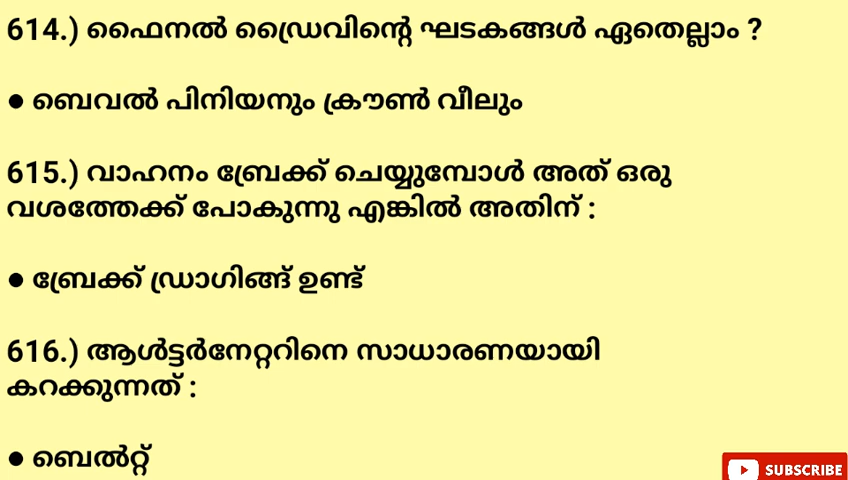 614.) ഫൈനൽ ഡ്രൈവിന്റെ ഘടകങ്ങൾ ഏതെല്ലാം ?
● ബെവൽ പിനിയനും ക്രൗൺ വീലും
615.) വാഹനം ബ്രേക്ക് ചെയ്യുമ്പോൾ അത് ഒരു
വശത്തേക്ക് പോകുന്നു എങ്കിൽ അതിന് :
● ബ്രേക്ക് ഡ്രാഗിങ്ങ് ഉണ്ട്
616.) ആൾട്ടർനേറ്ററിനെ സാധാരണയായി
കറക്കുന്നത് :
● ബെൽറ്റ്
SUBSCRIBE